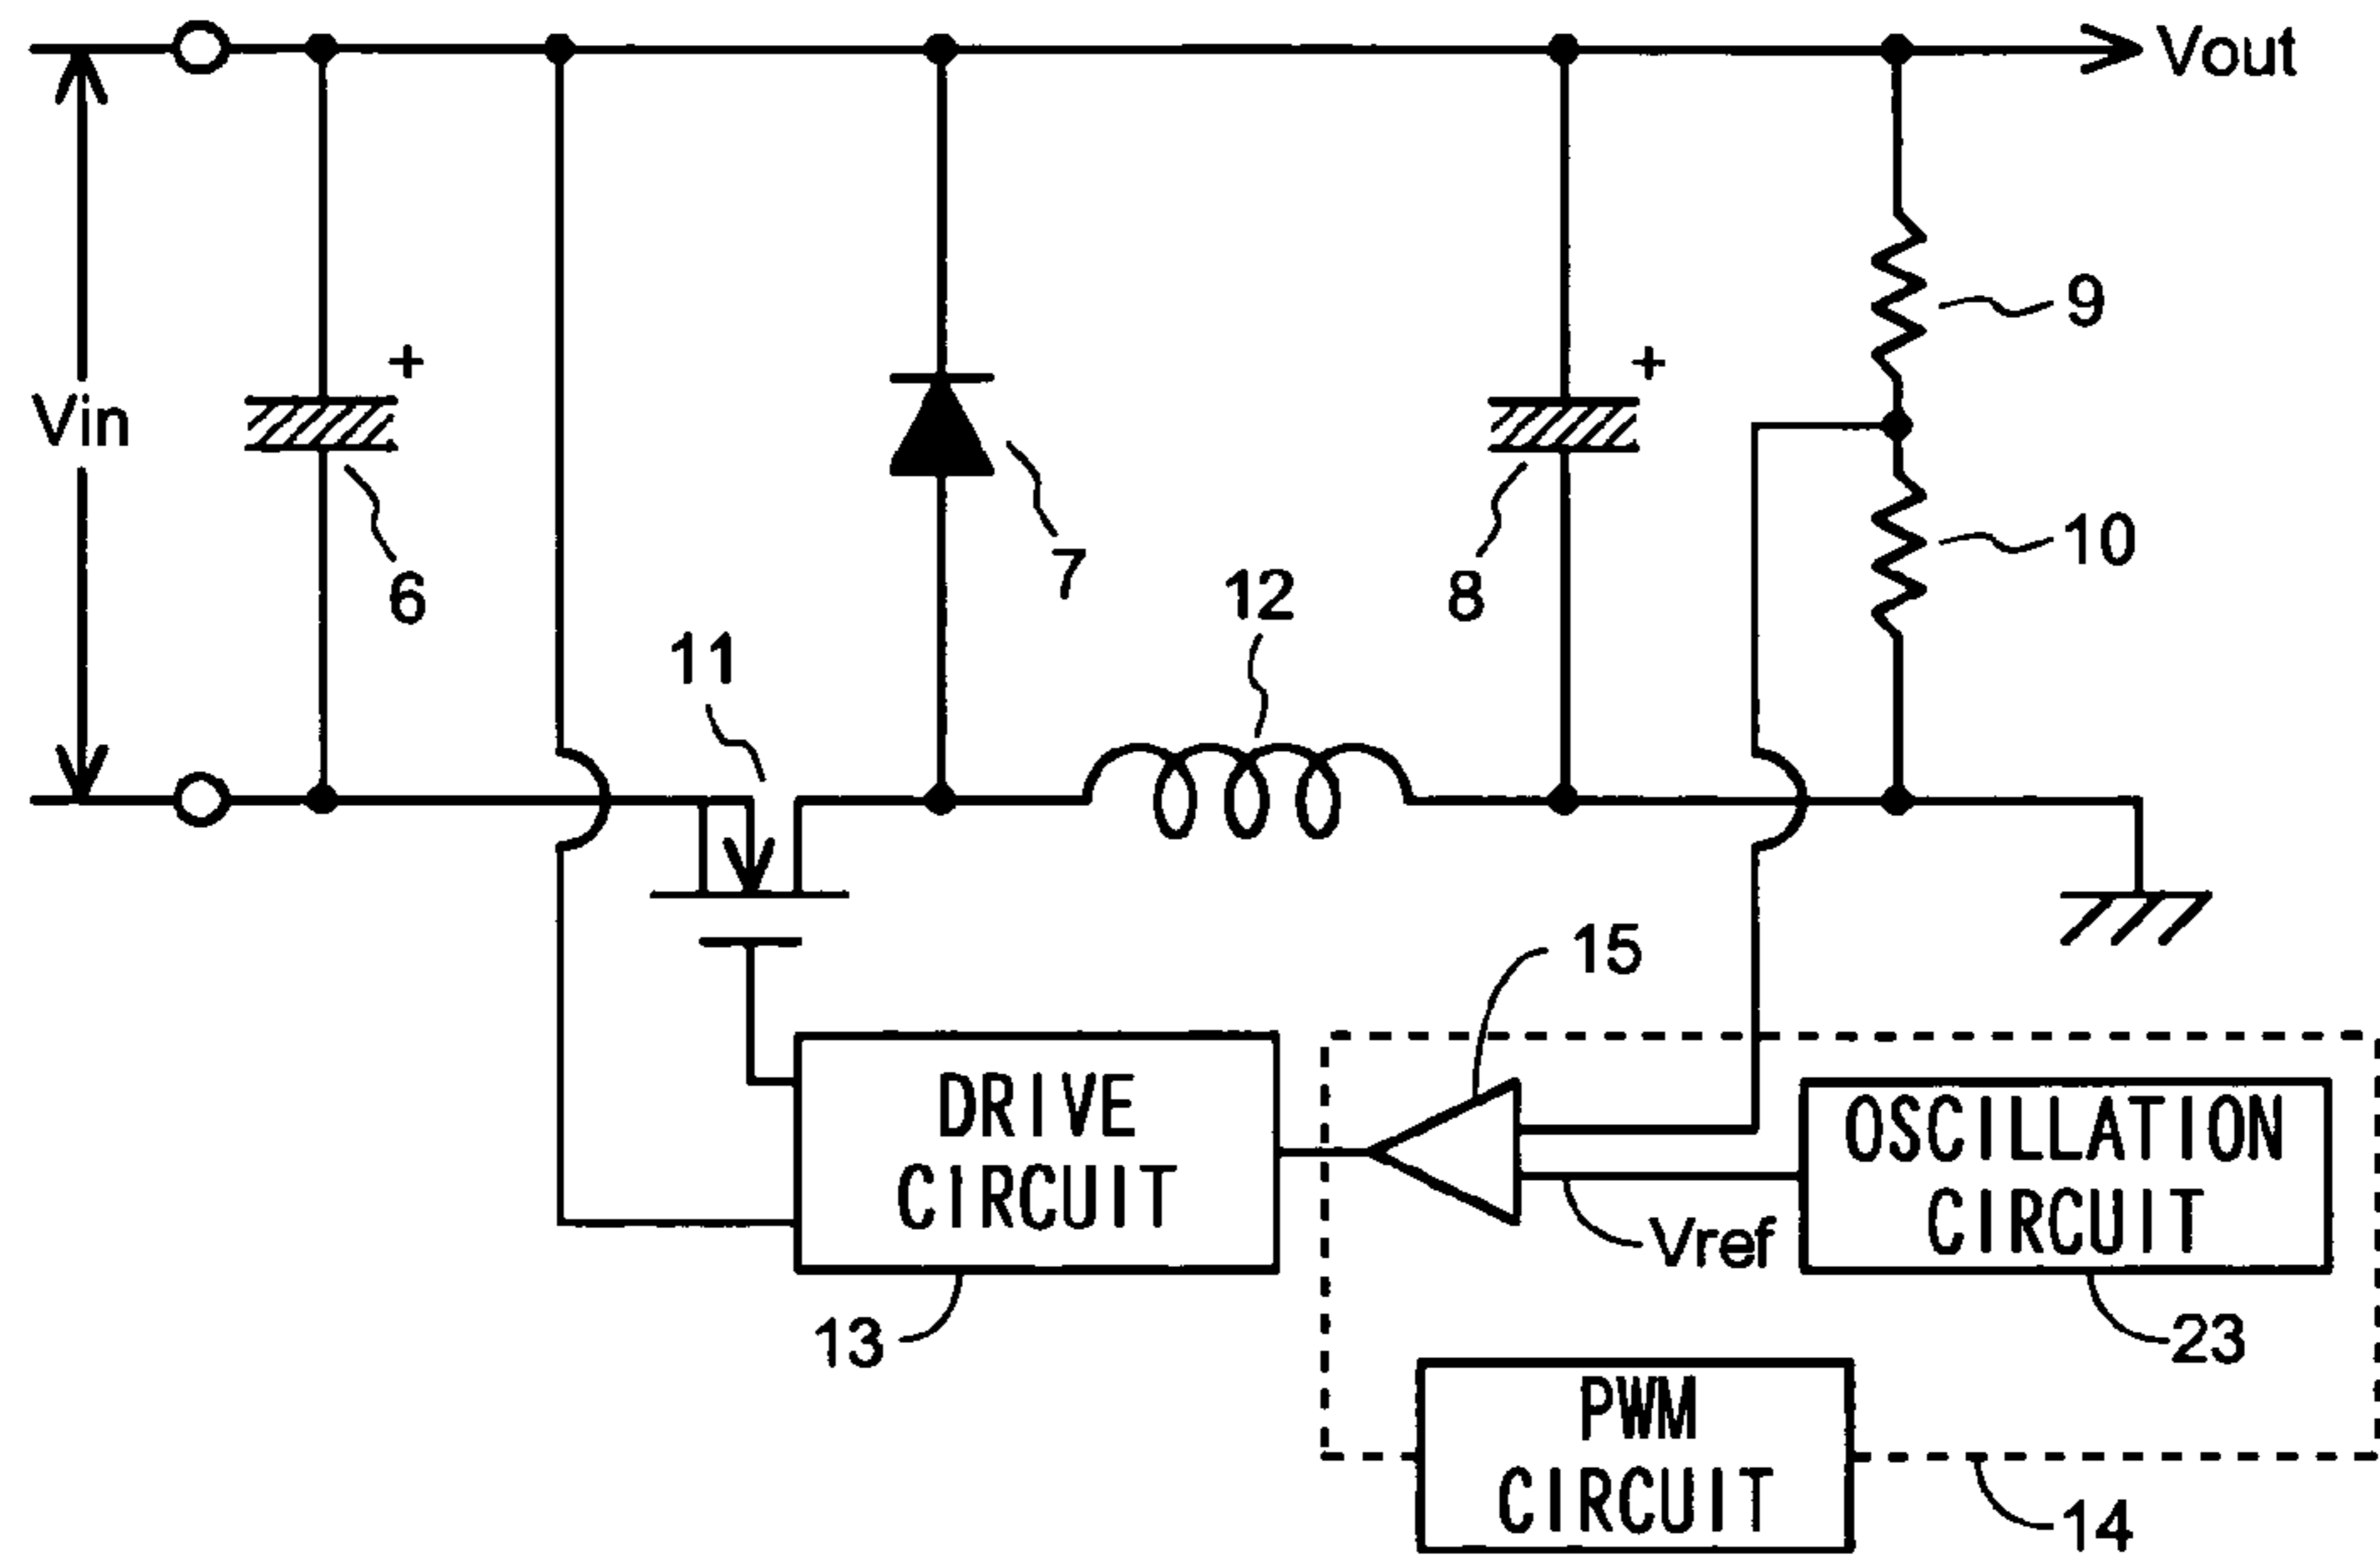 Vout
9
+
+
Vin
10
7
12
8
6
11
15
DRIVE
CIRCUIT
OSCILLATION
CIRCUIT
Vref
13
23
PWM
CIRCUIT
14